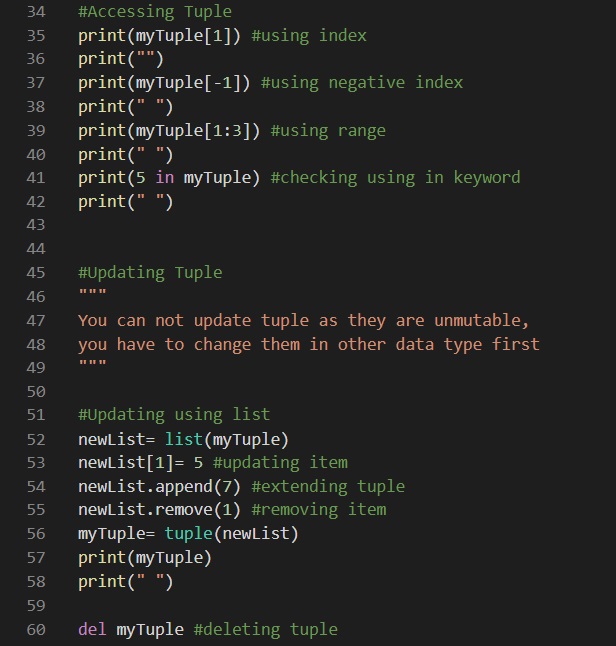 34 #Accessing Tuple
35 print(myTuple[1]) #using index
36 print("")
37 print(myTuple[-1]) #using negative index
38 print(" ")
39 print(myTuple[1:3]) #using range
40 print(" ")
41 print(5 in myTuple) #checking using in keyword
42 print(" ")
43
44
45 #Updating Tuple
46 """
47 You can not update tuple as they are unmutable,
48 you have to change them in other data type first
49 """
50
51 #Updating using list
52 newList= list(myTuple)
53 newList[1]= 5 #updating item
54 newList.append(7) #extending tuple
55 newList.remove(1) #removing item
56 myTuple= tuple(newList)
57 print(myTuple)
58 print(" ")
59
60 del myTuple #deleting tuple